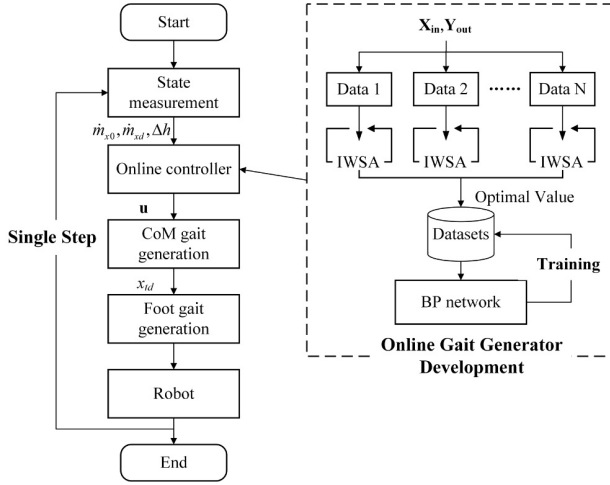 Start
State
measurement
ṁx0, ṁxd, Δh
Online controller
u
CoM gait
generation
xtd
Foot gait
generation
Robot
End
Single Step
Xin,Yout
Data 1
Data 2
......
Data N
IWSA
IWSA
IWSA
Optimal Value
Datasets
Training
BP network
Online Gait Generator
Development